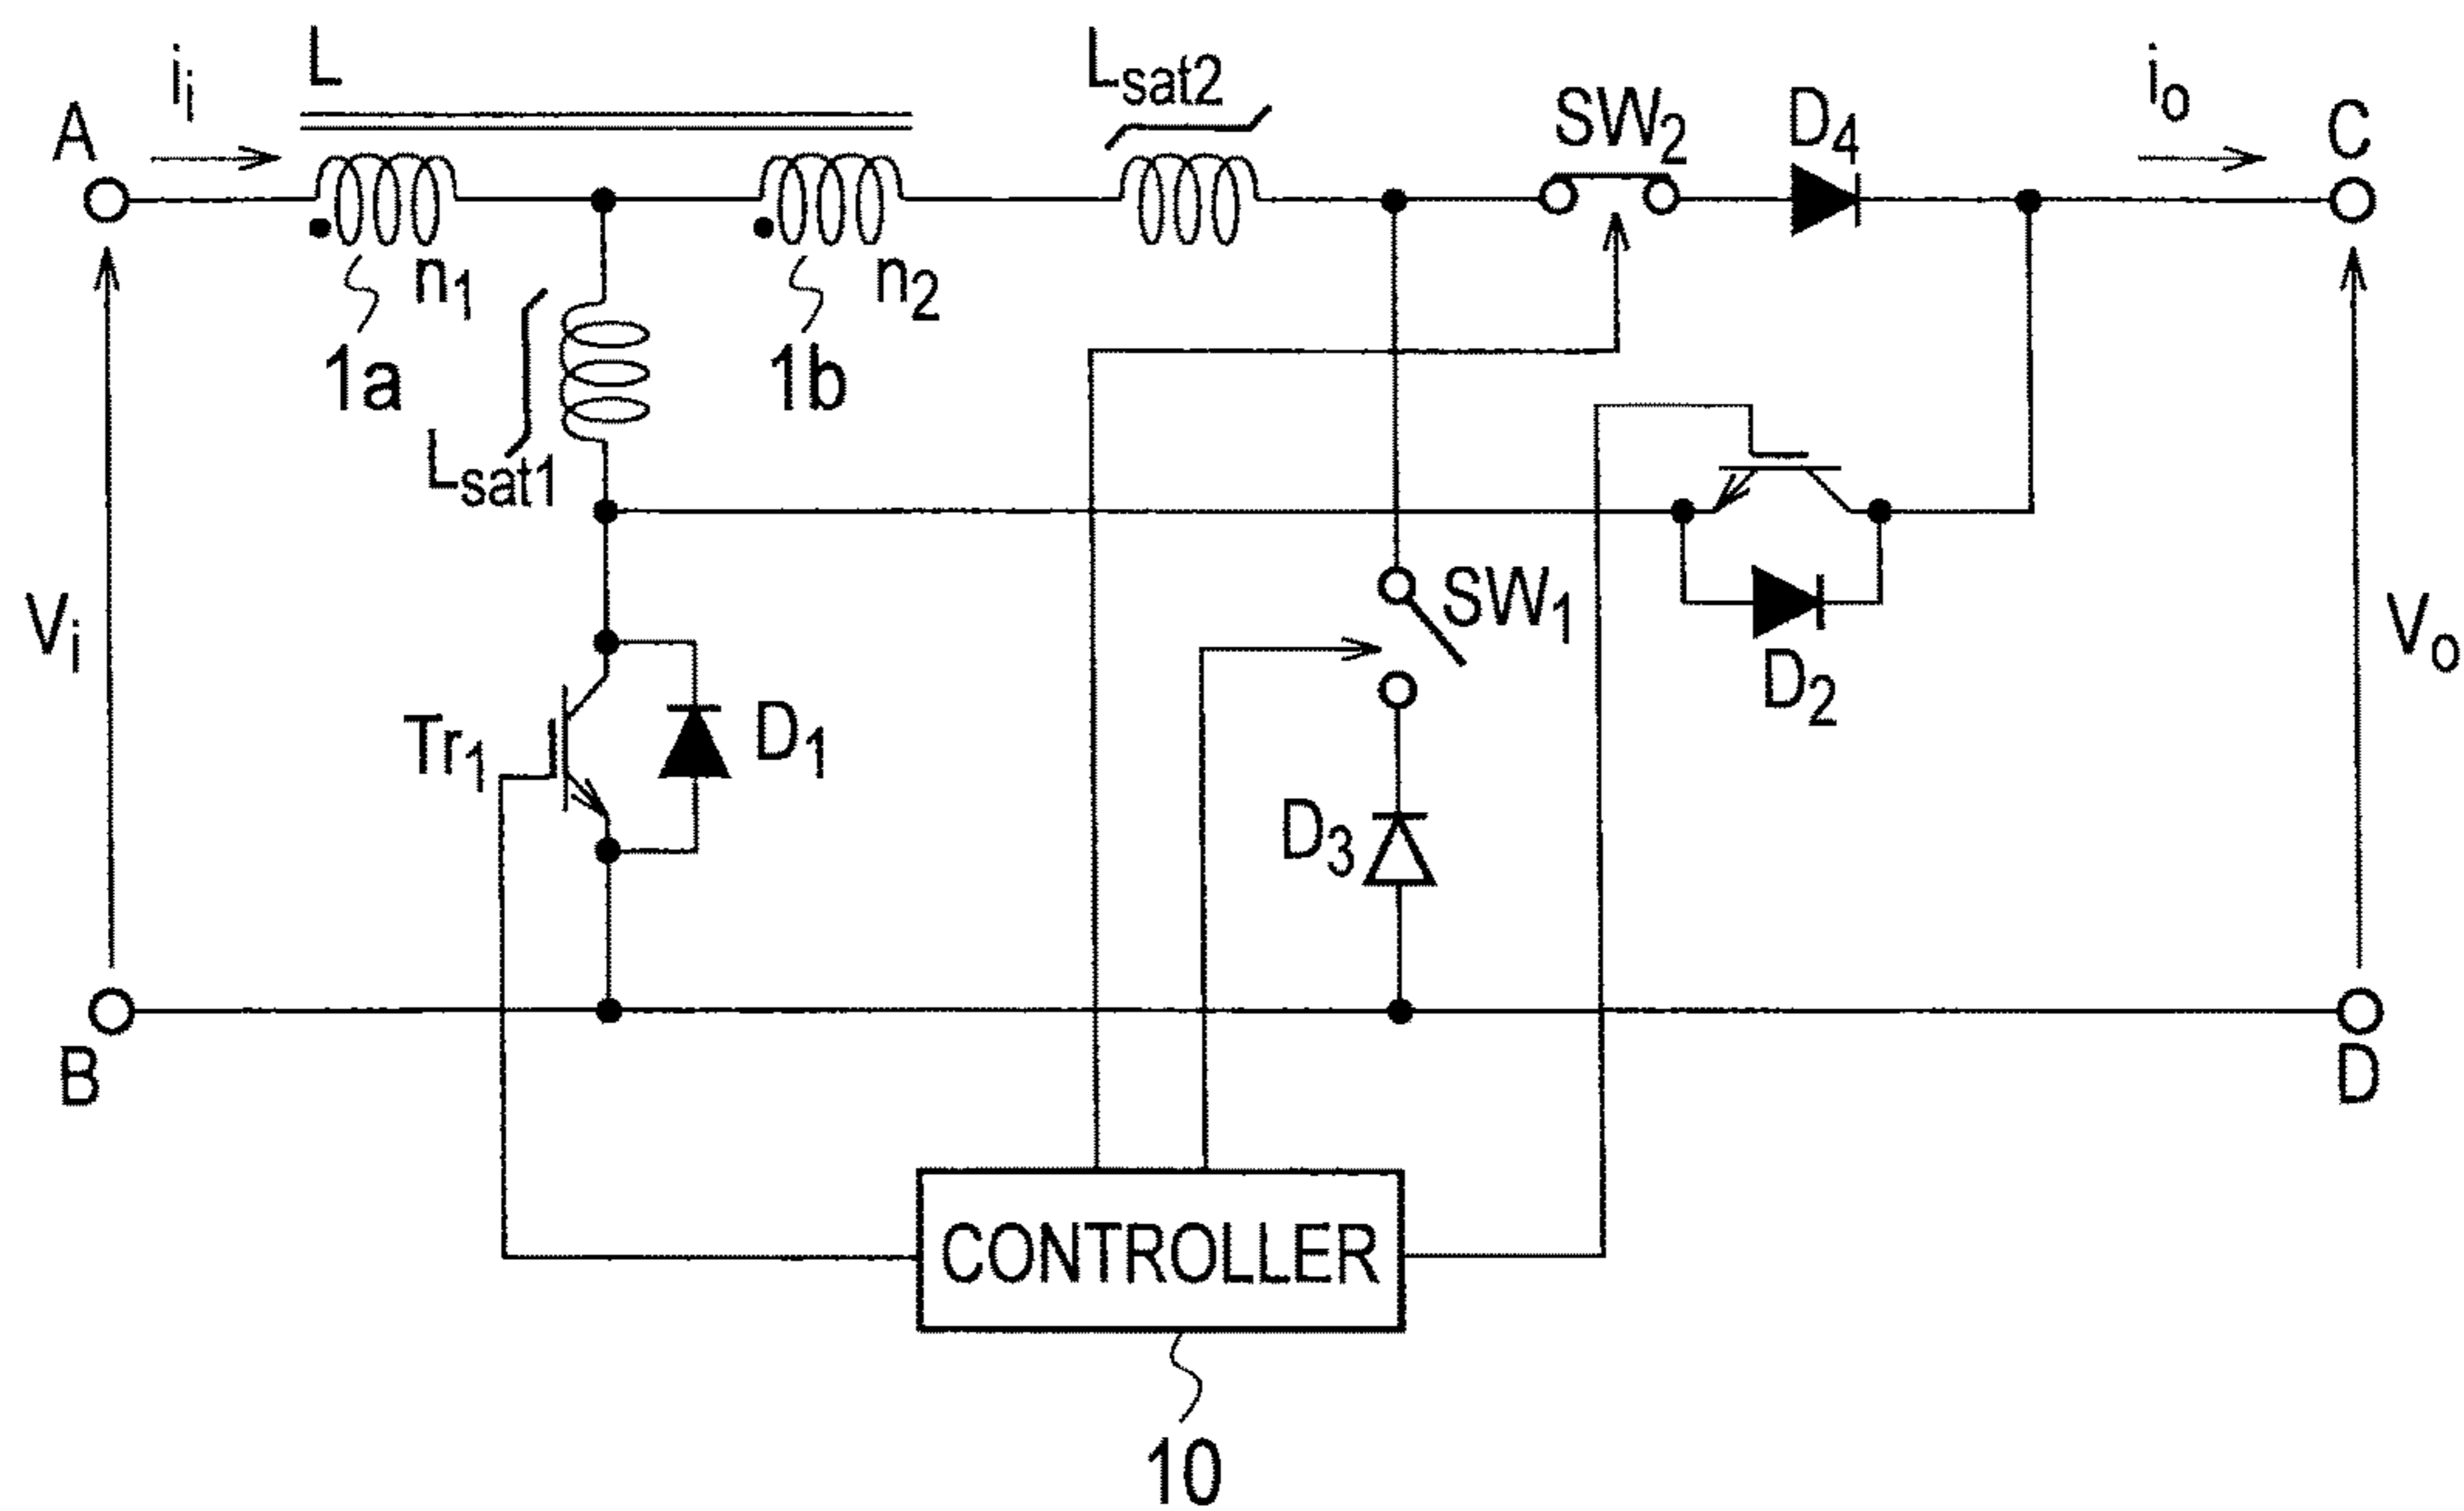 L
L_sat2
i_i
i_o
A
SW_2
D_4
C
n_1
n_2
1a
1b
L_sat1
V_i
SW_1
V_o
D_2
Tr_1
D_1
D_3
B
D
CONTROLLER
10